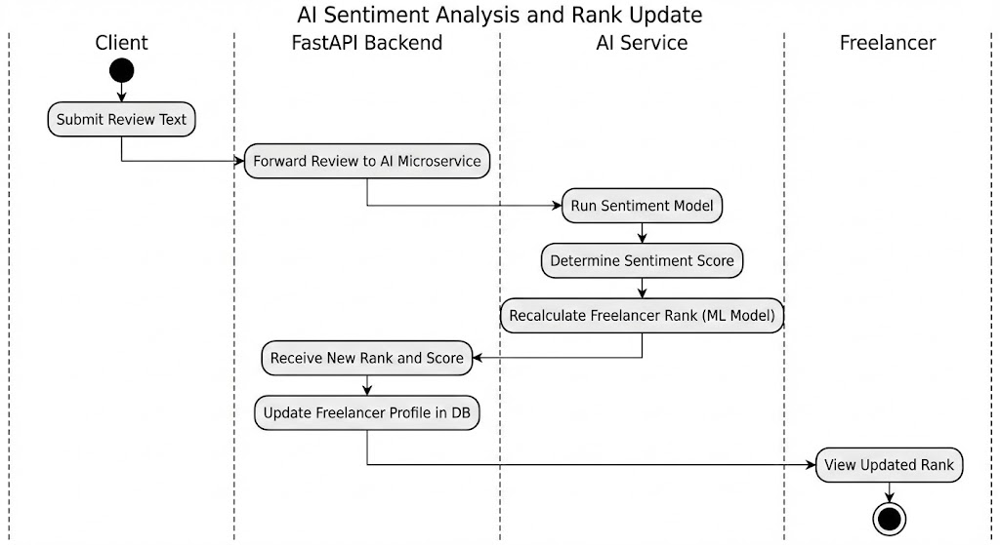 AI Sentiment Analysis and Rank Update
Client
FastAPI Backend
AI Service
Freelancer
Submit Review Text
Forward Review to AI Microservice
Run Sentiment Model
Determine Sentiment Score
Recalculate Freelancer Rank (ML Model)
Receive New Rank and Score
Update Freelancer Profile in DB
View Updated Rank